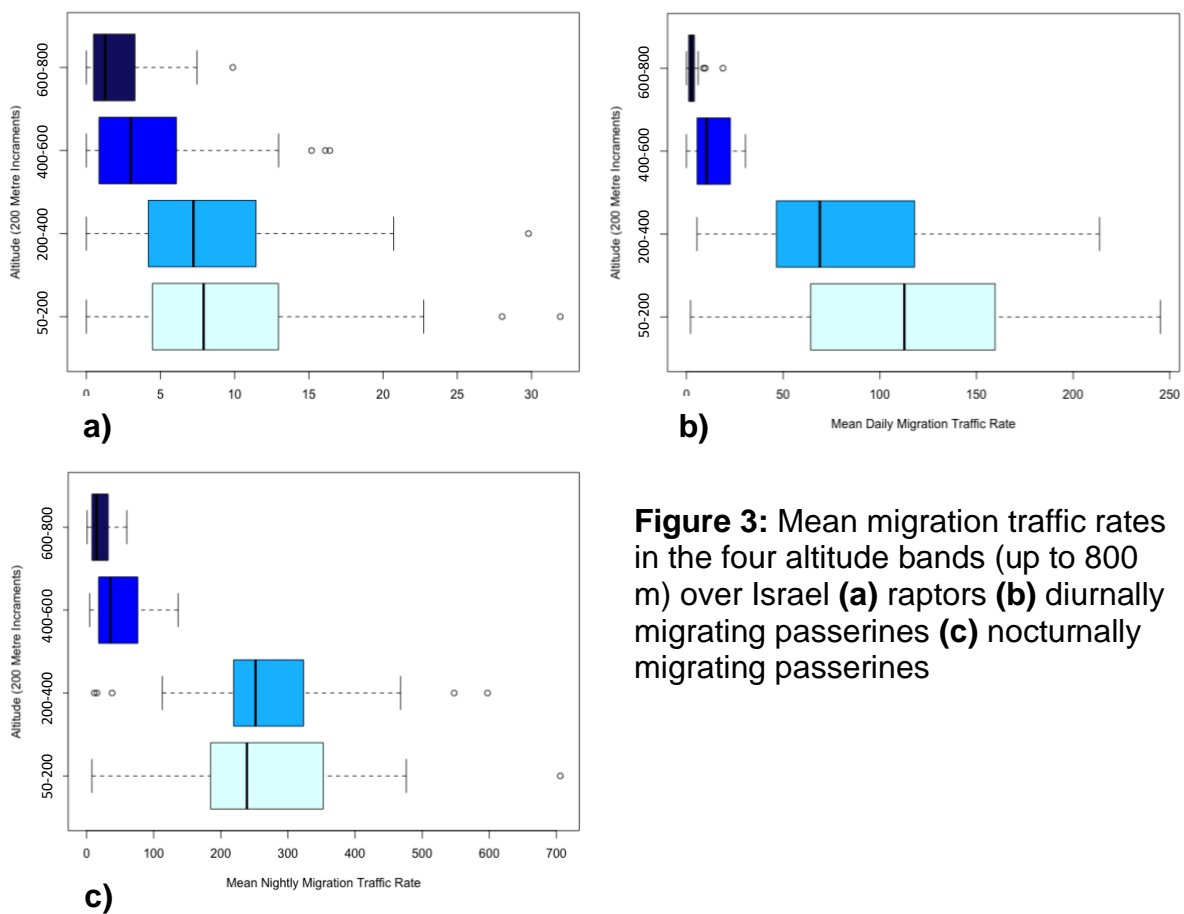 Altitude (200 Metre Incraments)
600-800
400-600
200-400
50-200
0 5 10 15 20 25 30
a)
Altitude (200 Metre Incraments)
600-800
400-600
200-400
50-200
0 50 100 150 200 250
Mean Daily Migration Traffic Rate
b)
Altitude (200 Metre Incraments)
600-800
400-600
200-400
50-200
0 100 200 300 400 500 600 700
Mean Nightly Migration Traffic Rate
c)
Figure 3: Mean migration traffic rates
in the four altitude bands (up to 800
m) over Israel (a) raptors (b) diurnally
migrating passerines (c) nocturnally
migrating passerines